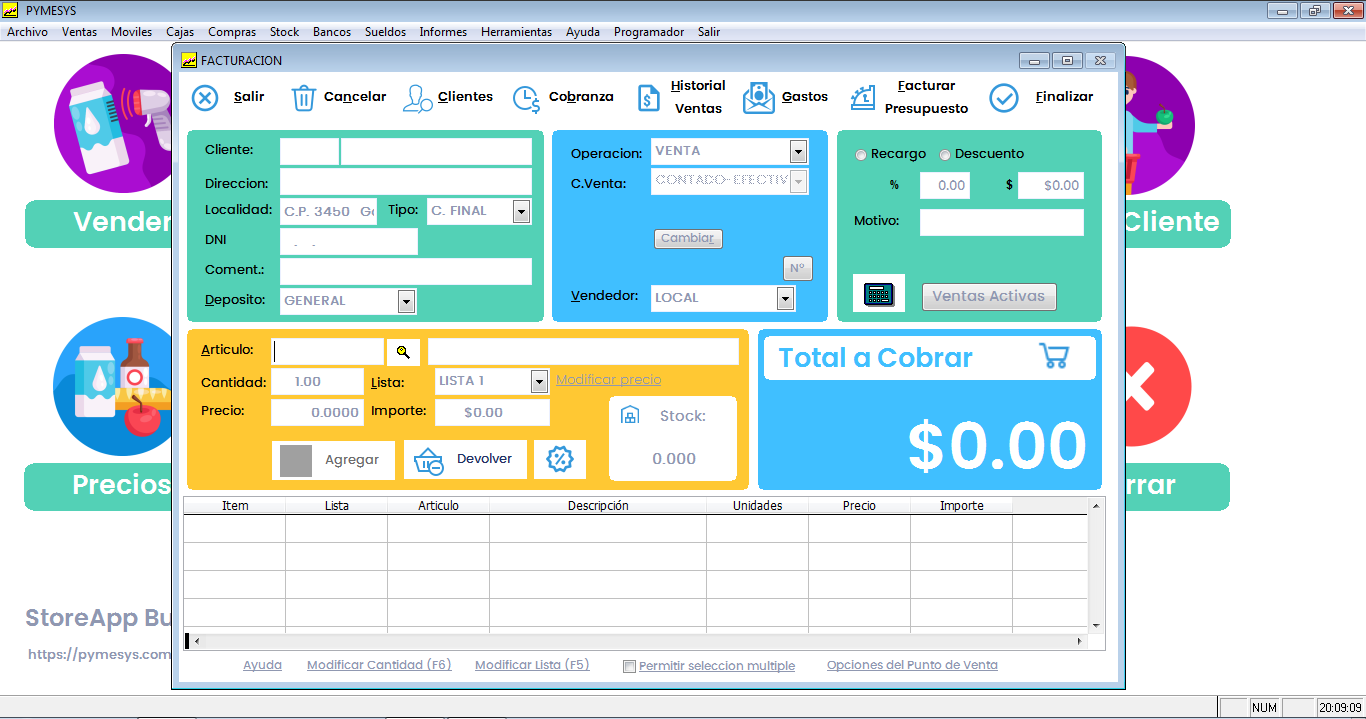 PYMESYS
Archivo Ventas Moviles Cajas Compras Stock Bancos Sueldos Informes Herramientas Ayuda Programador Salir
FACTURACION
Salir Cancelar Clientes Cobranza Historial Ventas Gastos Facturar Presupuesto Finalizar
Vender
Cliente
Precios
rrar
StoreApp Bu
https://pymesys.com
Cliente:
Direccion:
Localidad: C.P. 3450 Tipo: C. FINAL
DNI - -
Coment.:
Deposito: GENERAL
Operacion: VENTA
C.Venta: CONTADO-EFECTIV
Cambiar
Nº
Vendedor: LOCAL
Recargo Descuento
% 0.00 $ $0.00
Motivo:
Ventas Activas
Articulo:
Cantidad: 1.00 Lista: LISTA 1 Modificar precio
Precio: 0.0000 Importe: $0.00
Stock:
0.000
Agregar Devolver
Total a Cobrar
$0.00
Item Lista Articulo Descripción Unidades Precio Importe
Ayuda Modificar Cantidad (F6) Modificar Lista (F5) Permitir seleccion multiple Opciones del Punto de Venta
NUM 20:09:09